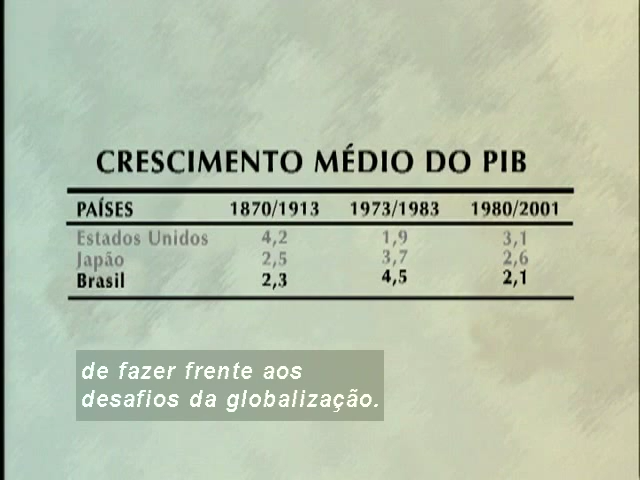 CRESCIMENTO MÉDIO DO PIB
PAÍSES 1870/1913 1973/1983 1980/2001
Estados Unidos 4,2 1,9 3,1
Japão 2,5 3,7 2,6
Brasil 2,3 4,5 2,1
de fazer frente aos
desafios da globalização.